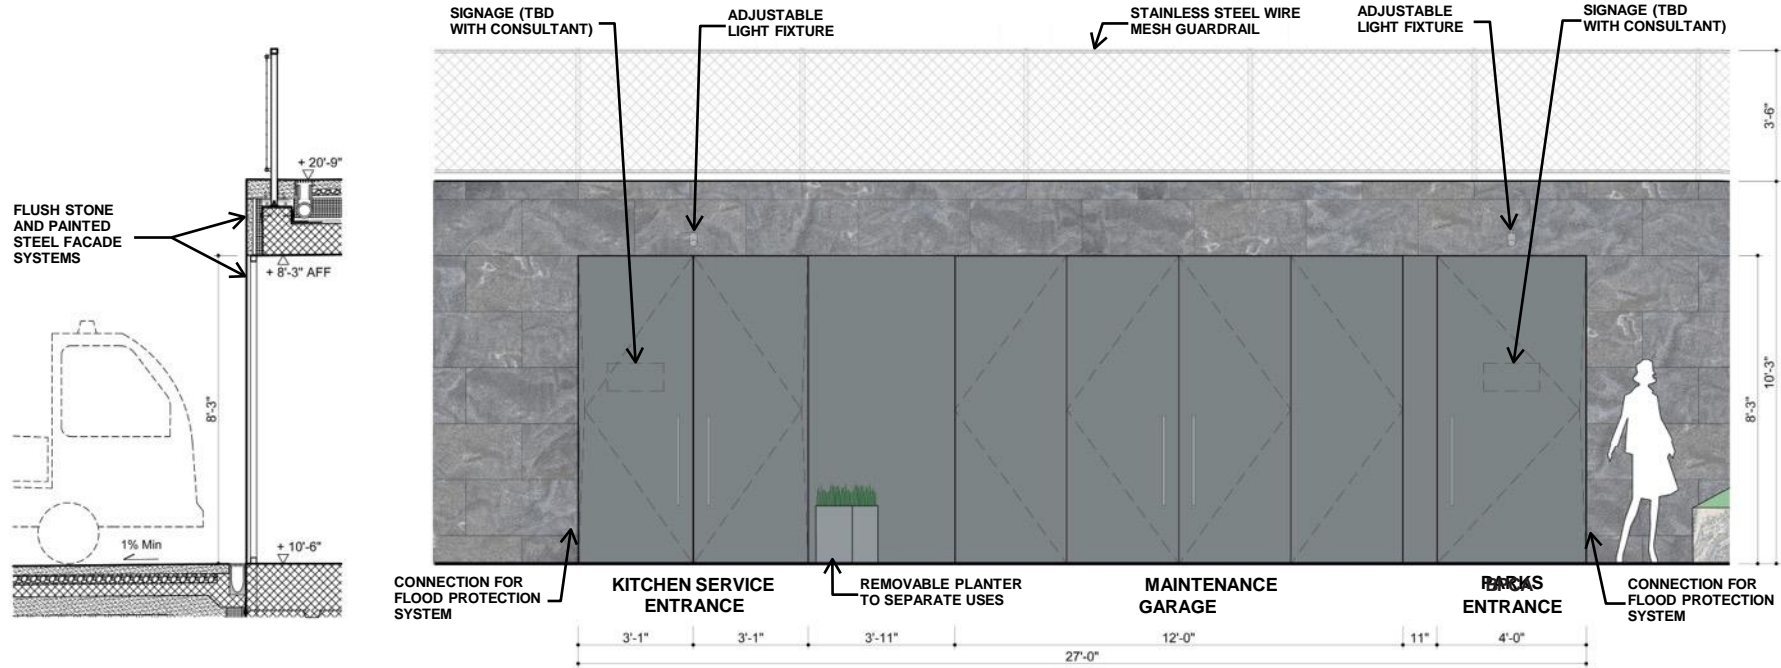 SIGNAGE (TBD
WITH CONSULTANT)
ADJUSTABLE
LIGHT FIXTURE
STAINLESS STEEL WIRE
MESH GUARDRAIL
ADJUSTABLE
LIGHT FIXTURE
SIGNAGE (TBD
WITH CONSULTANT)
3'-6"
+ 20'-9"
FLUSH STONE
AND PAINTED
STEEL FACADE
SYSTEMS
+ 8'-3" AFF
8'-3"
8'-3"
10'-3"
1% Min
+ 10'-6"
CONNECTION FOR
FLOOD PROTECTION
SYSTEM
KITCHEN SERVICE
ENTRANCE
REMOVABLE PLANTER
TO SEPARATE USES
MAINTENANCE
GARAGE
PARKS
ENTRANCE
CONNECTION FOR
FLOOD PROTECTION
SYSTEM
3'-1"
3'-1"
3'-11"
12'-0"
11"
4'-0"
27'-0"